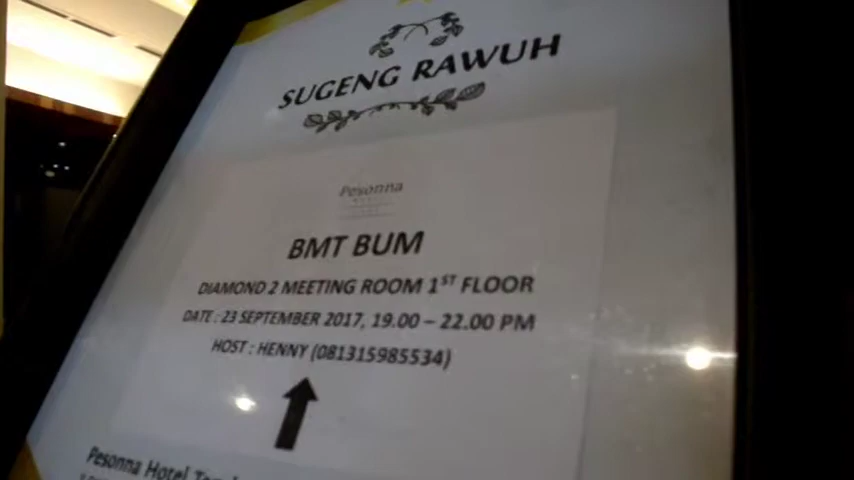 SUGENG RAWUH
Pesonna
BMT BUM
DIAMOND 2 MEETING ROOM 1ST FLOOR
DATE : 23 SEPTEMBER 2017, 19.00 – 22.00 PM
HOST : HENNY (081315985534)
Pesonna Hotel